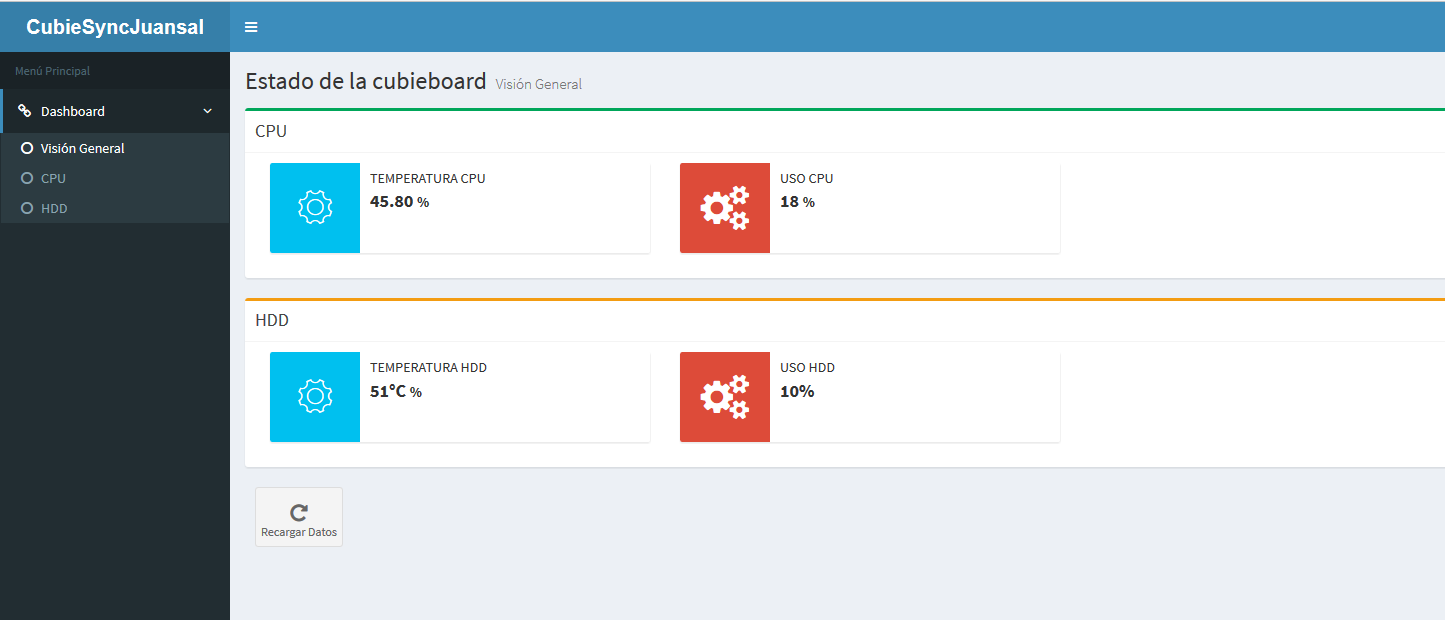 CubieSyncJuansal
Menú Principal
Dashboard
Visión General
CPU
HDD
Estado de la cubieboard Visión General
CPU
TEMPERATURA CPU
45.80 %
USO CPU
18 %
HDD
TEMPERATURA HDD
51°C %
USO HDD
10%
Recargar Datos